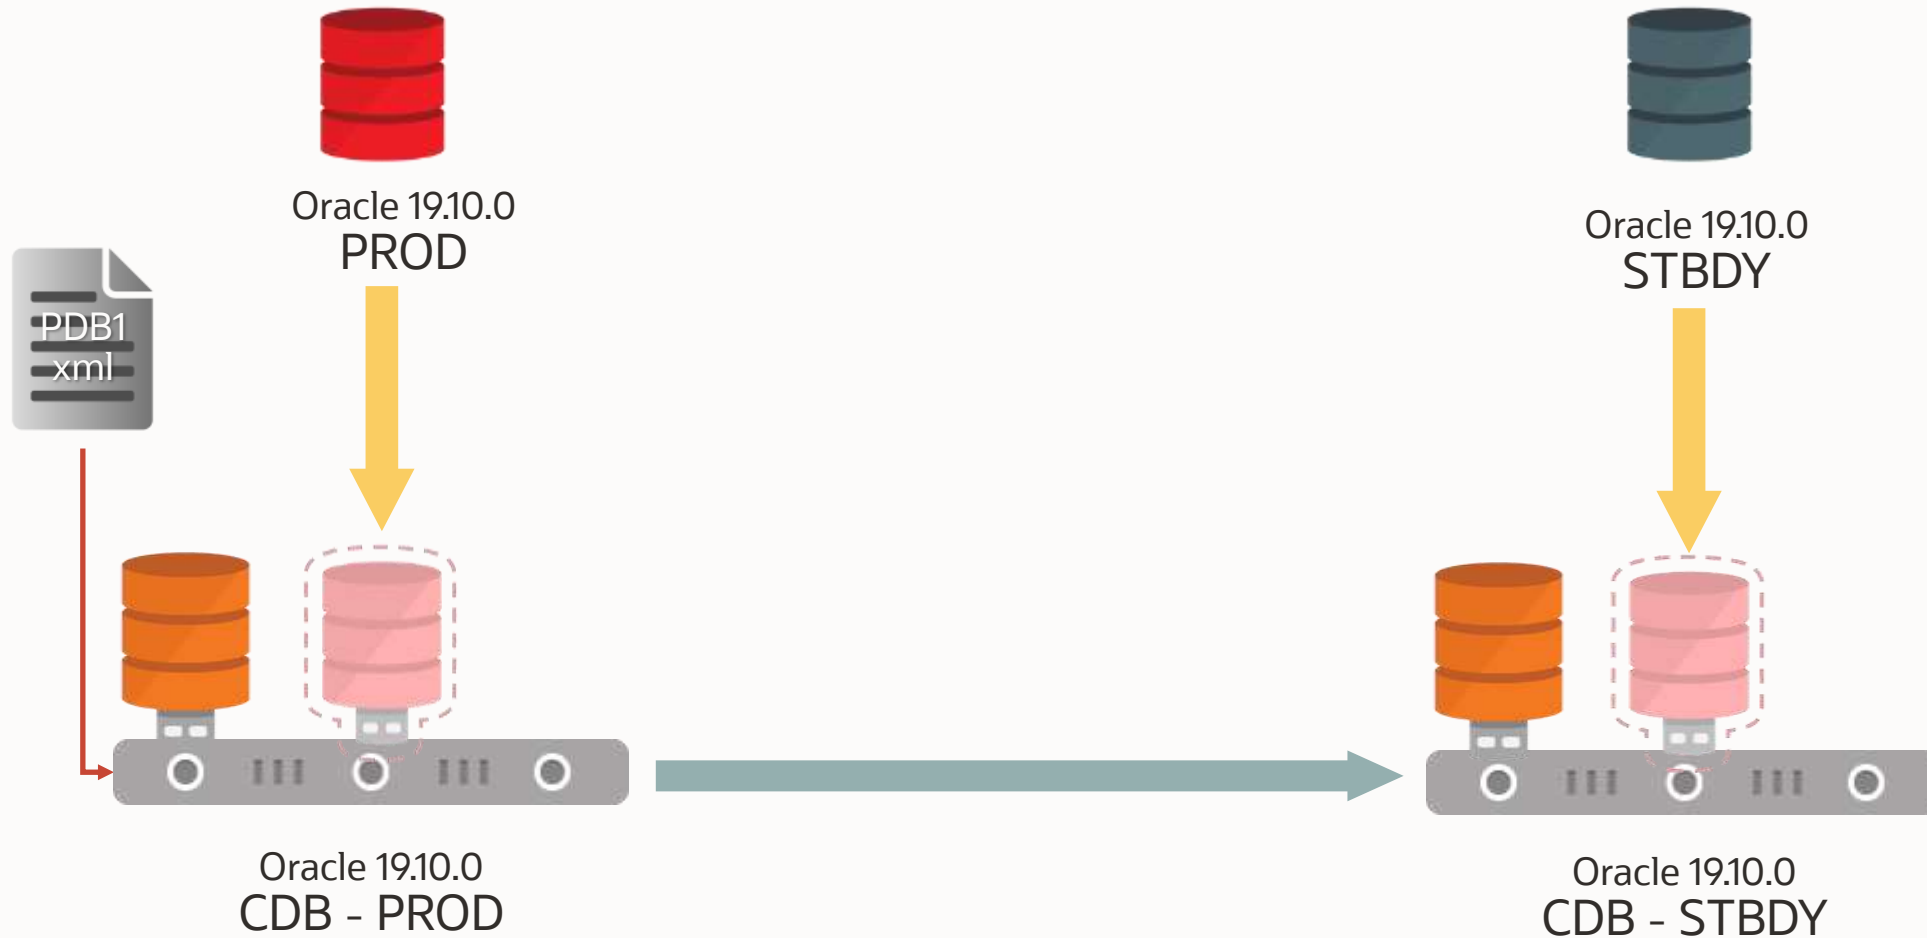 Oracle 19.10.0
PROD
Oracle 19.10.0
STBDY
PDB1
xml
Oracle 19.10.0
CDB - PROD
Oracle 19.10.0
CDB - STBDY